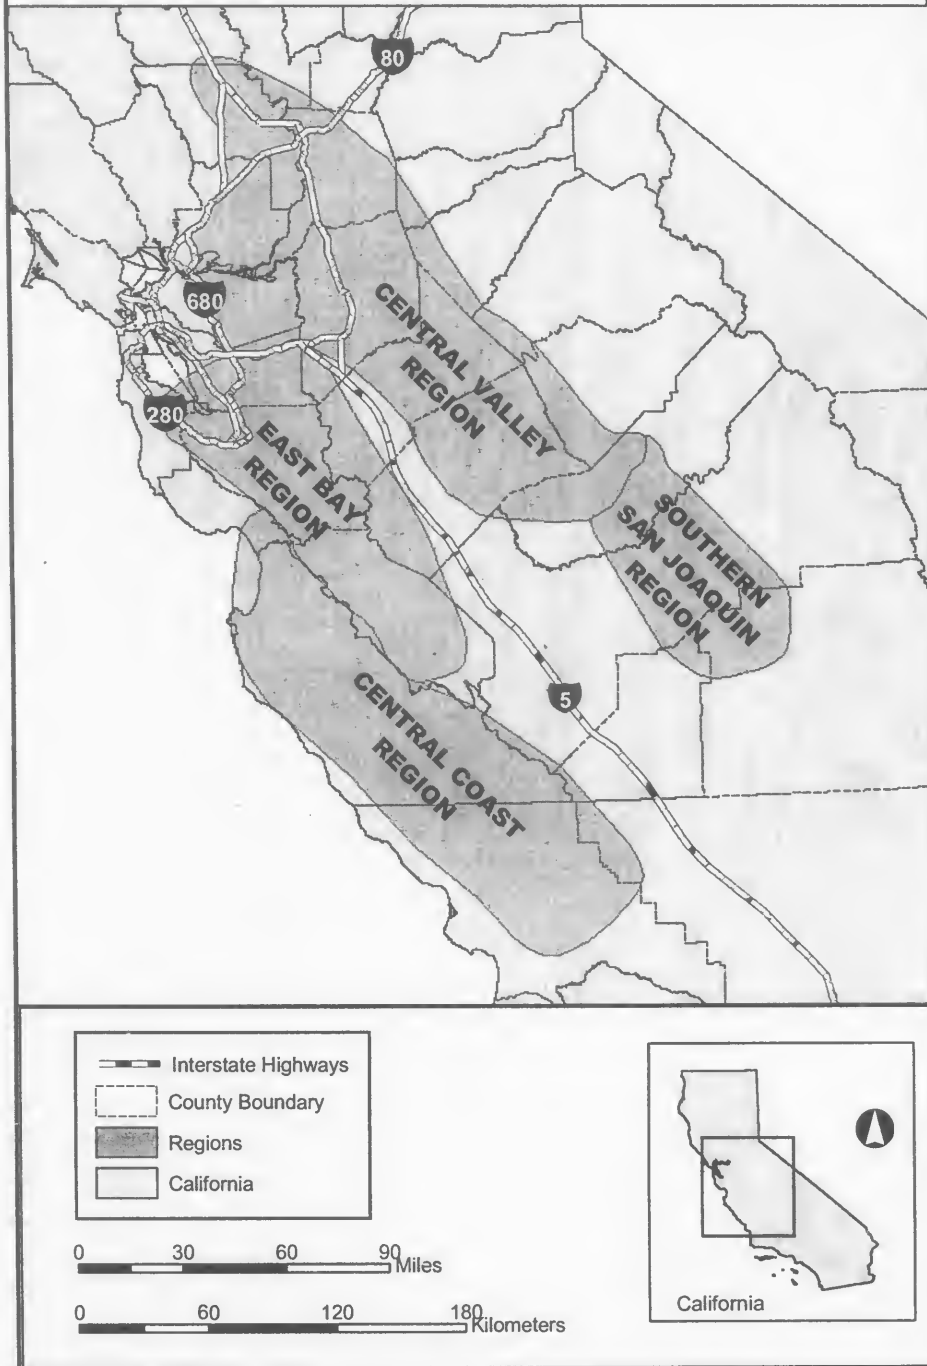 80
680
CENTRAL VALLEY
REGION
280
EAST BAY
REGION
SOUTHERN
SAN JOAQUIN
REGION
CENTRAL COAST
REGION
5
Interstate Highways
County Boundary
Regions
California
0 30 60 90 Miles
0 60 120 180 Kilometers
California